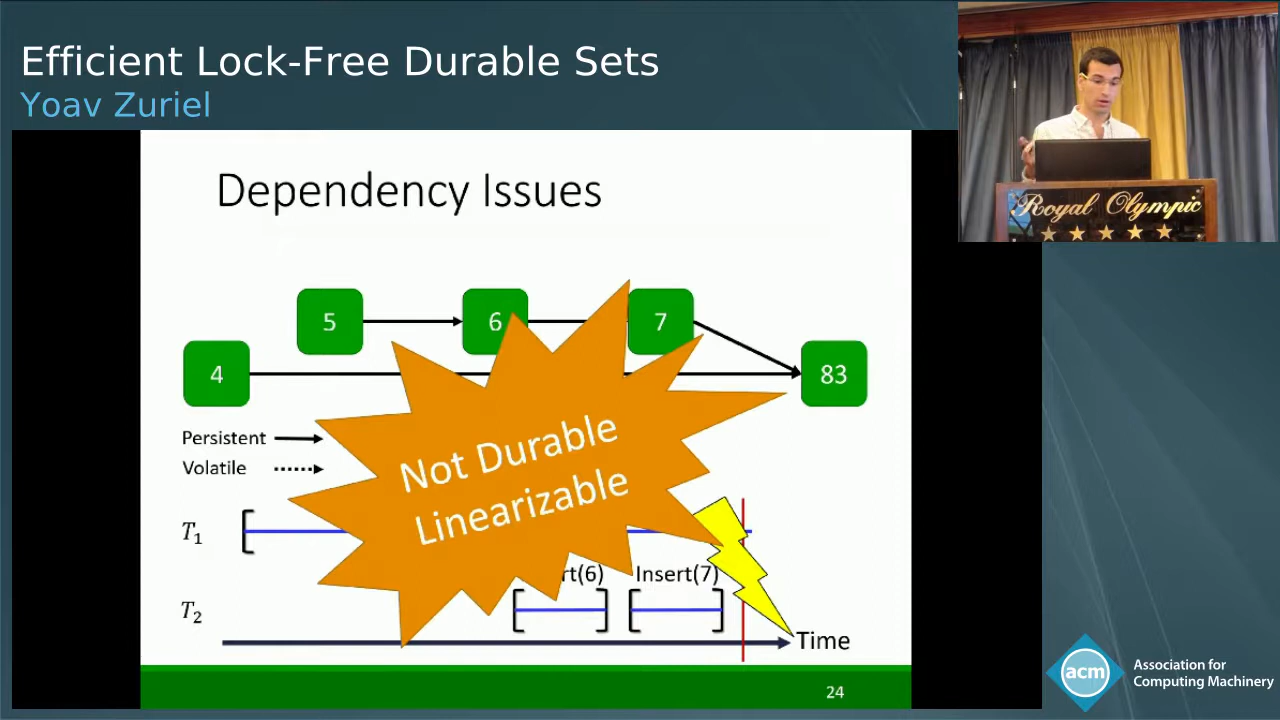 Efficient Lock-Free Durable Sets
Yoav Zuriel
Royal Olympic
Dependency Issues
5
6
7
4
83
Persistent
Volatile
Not Durable
Linearizable
T1
rt(6)
Insert(7)
T2
Time
24
acm
Association for
Computing Machinery